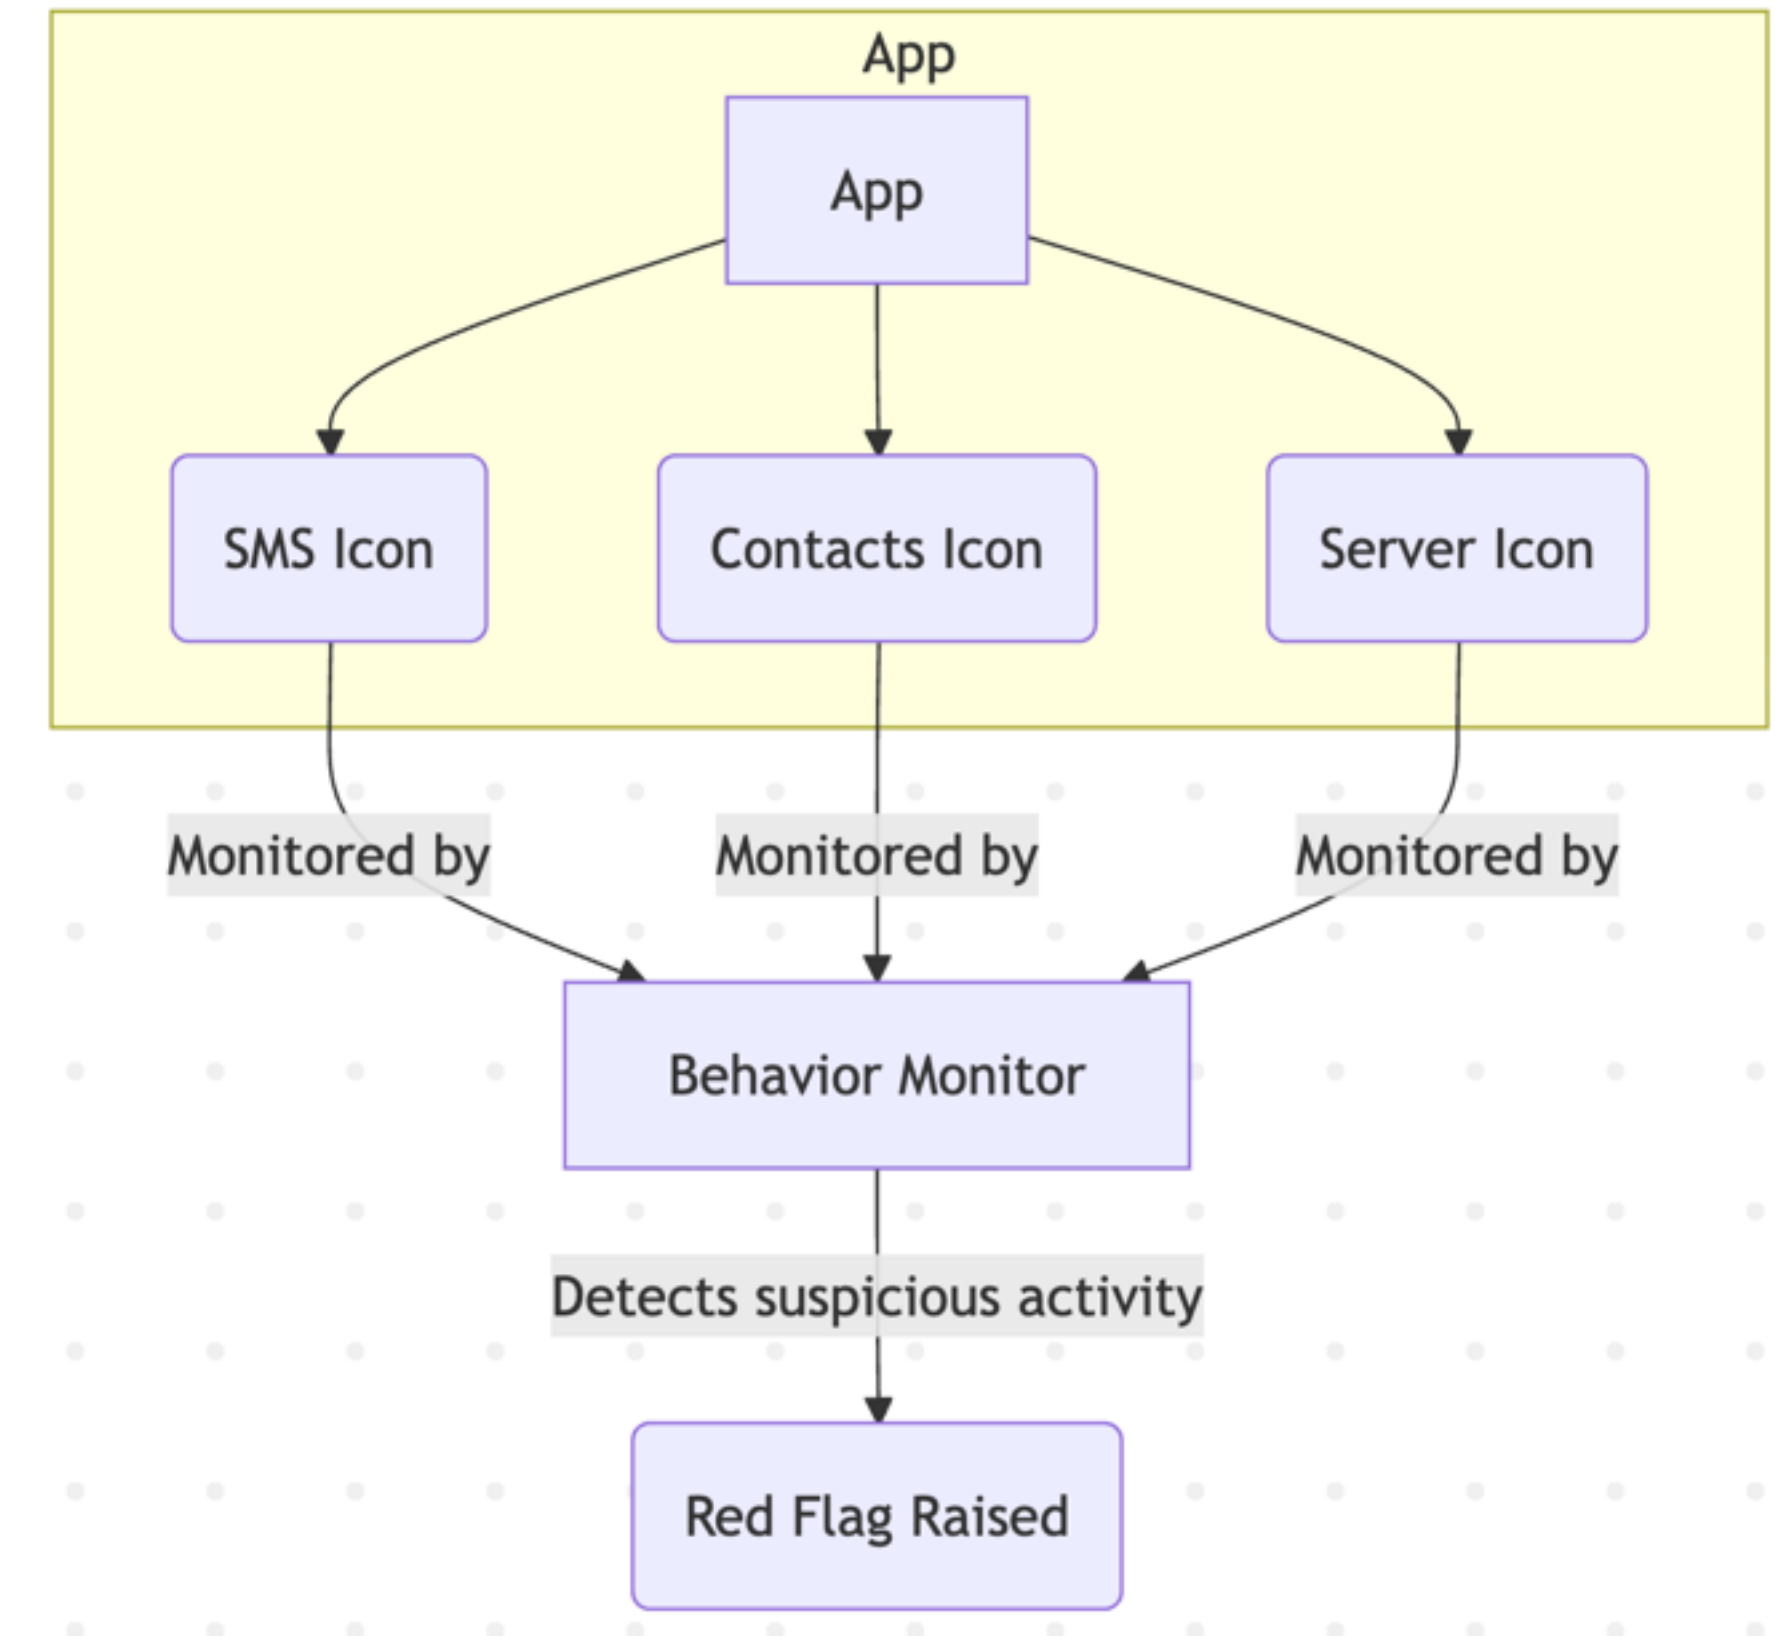 App
App
SMS Icon
Contacts Icon
Server Icon
Monitored by
Monitored by
Monitored by
Behavior Monitor
Detects suspicious activity
Red Flag Raised